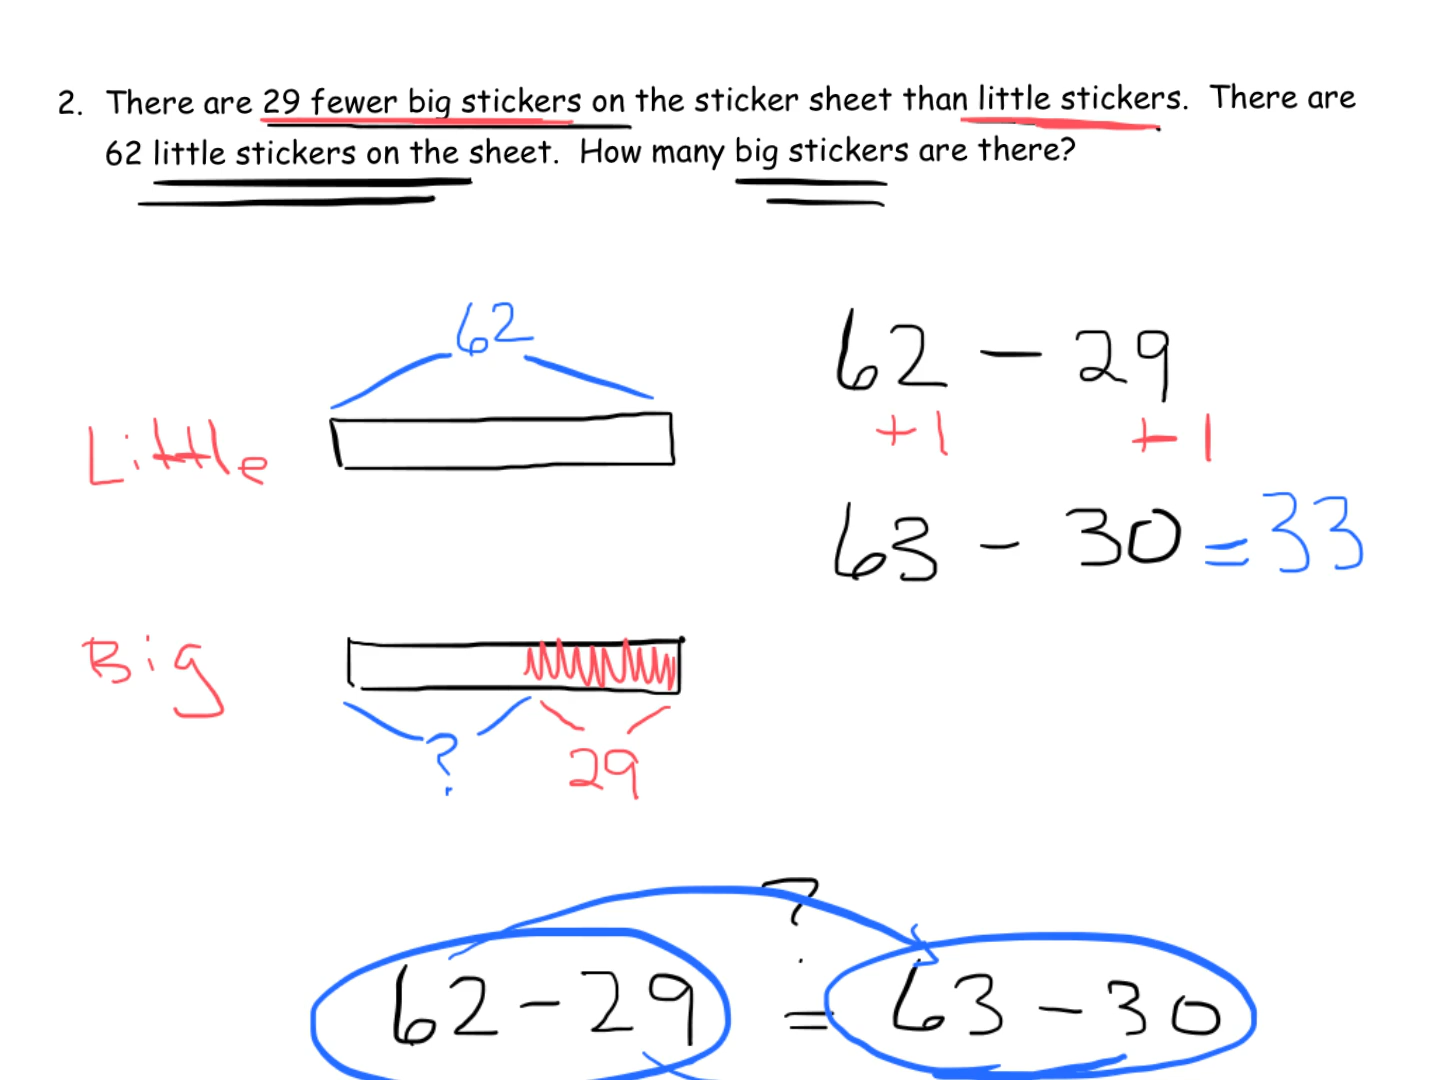 2. There are 29 fewer big stickers on the sticker sheet than little stickers. There are
62 little stickers on the sheet. How many big stickers are there?
62
62 - 29
Little
+1 +1
63 - 30 = 33
Big
?
29
?
62 - 29 = 63 - 30